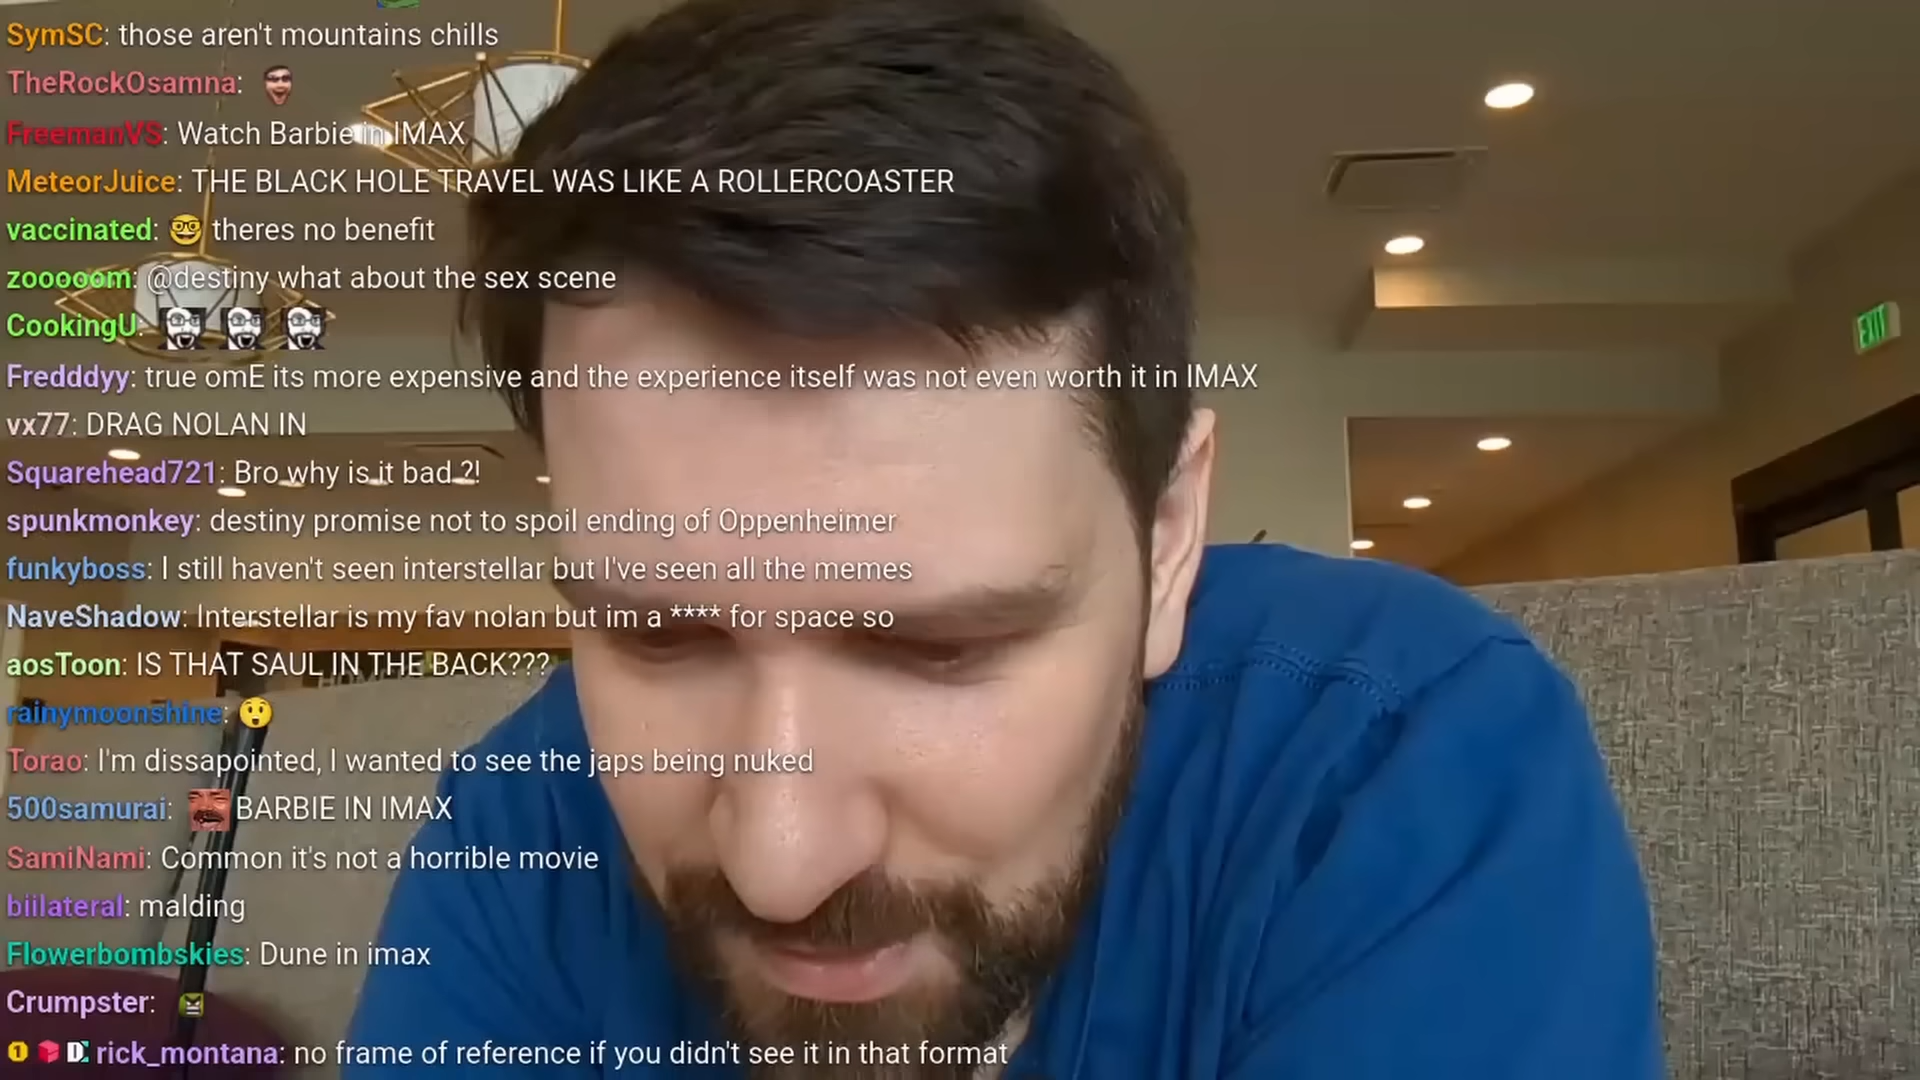 SymSC: those aren't mountains chills
TheRockOsamna:
FreemanVS: Watch Barbie in IMAX
MeteorJuice: THE BLACK HOLE TRAVEL WAS LIKE A ROLLERCOASTER
vaccinated: theres no benefit
zooooom: @destiny what about the sex scene
EXIT
CookingU:
Fredddyy: true omE its more expensive and the experience itself was not even worth it in IMAX
vx77: DRAG NOLAN IN
Squarehead721: Bro why is it bad ?!
spunkmonkey: destiny promise not to spoil ending of Oppenheimer
funkyboss: I still haven't seen interstellar but I've seen all the memes
NaveShadow: Interstellar is my fav nolan but im a **** for space so
aosToon: IS THAT SAUL IN THE BACK???
rainymoonshine:
Torao: I'm dissapointed, I wanted to see the japs being nuked
500samurai: BARBIE IN IMAX
SamiNami: Common it's not a horrible movie
biilateral: malding
Flowerbombskies: Dune in imax
Crumpster:
rick_montana: no frame of reference if you didn't see it in that format